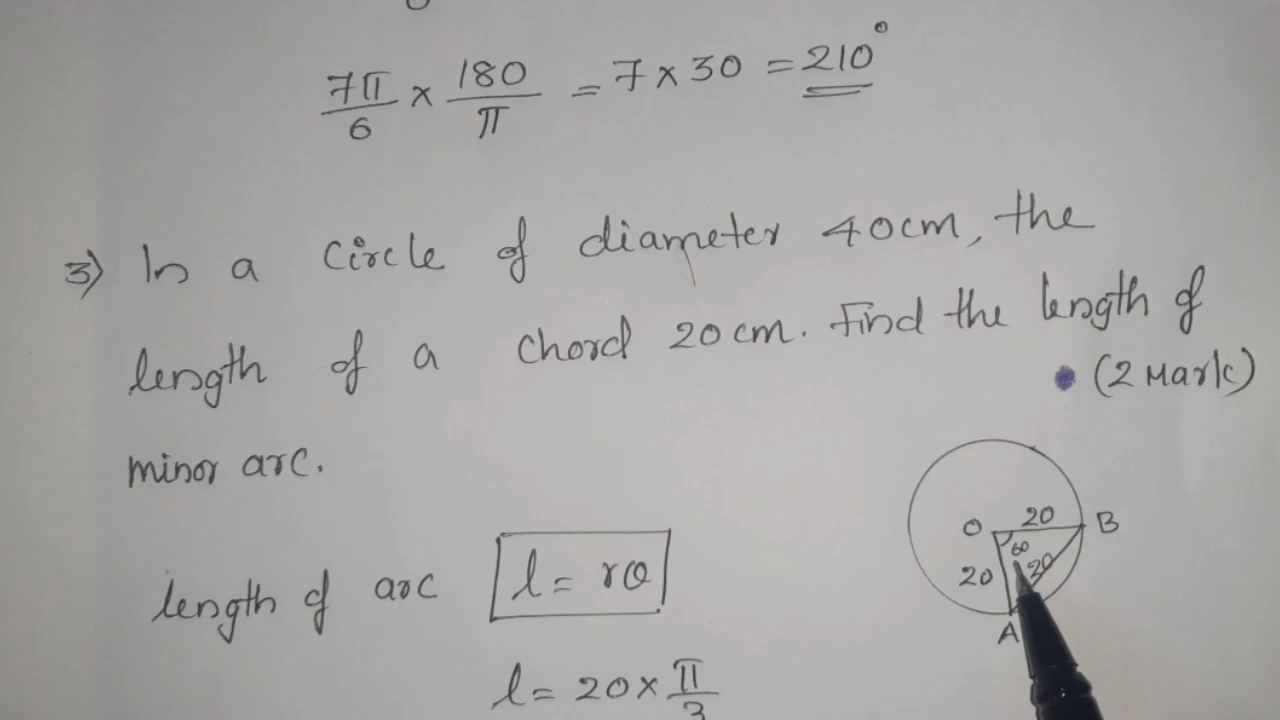 7π/6 × 180/π = 7 × 30 = 210°
3) In a circle of diameter 40cm, the
length of a chord 20cm. Find the length of
(2 Mark)
minor arc.
O 20 B
60
20 20
A
length of arc l = rθ
l = 20 × π/3